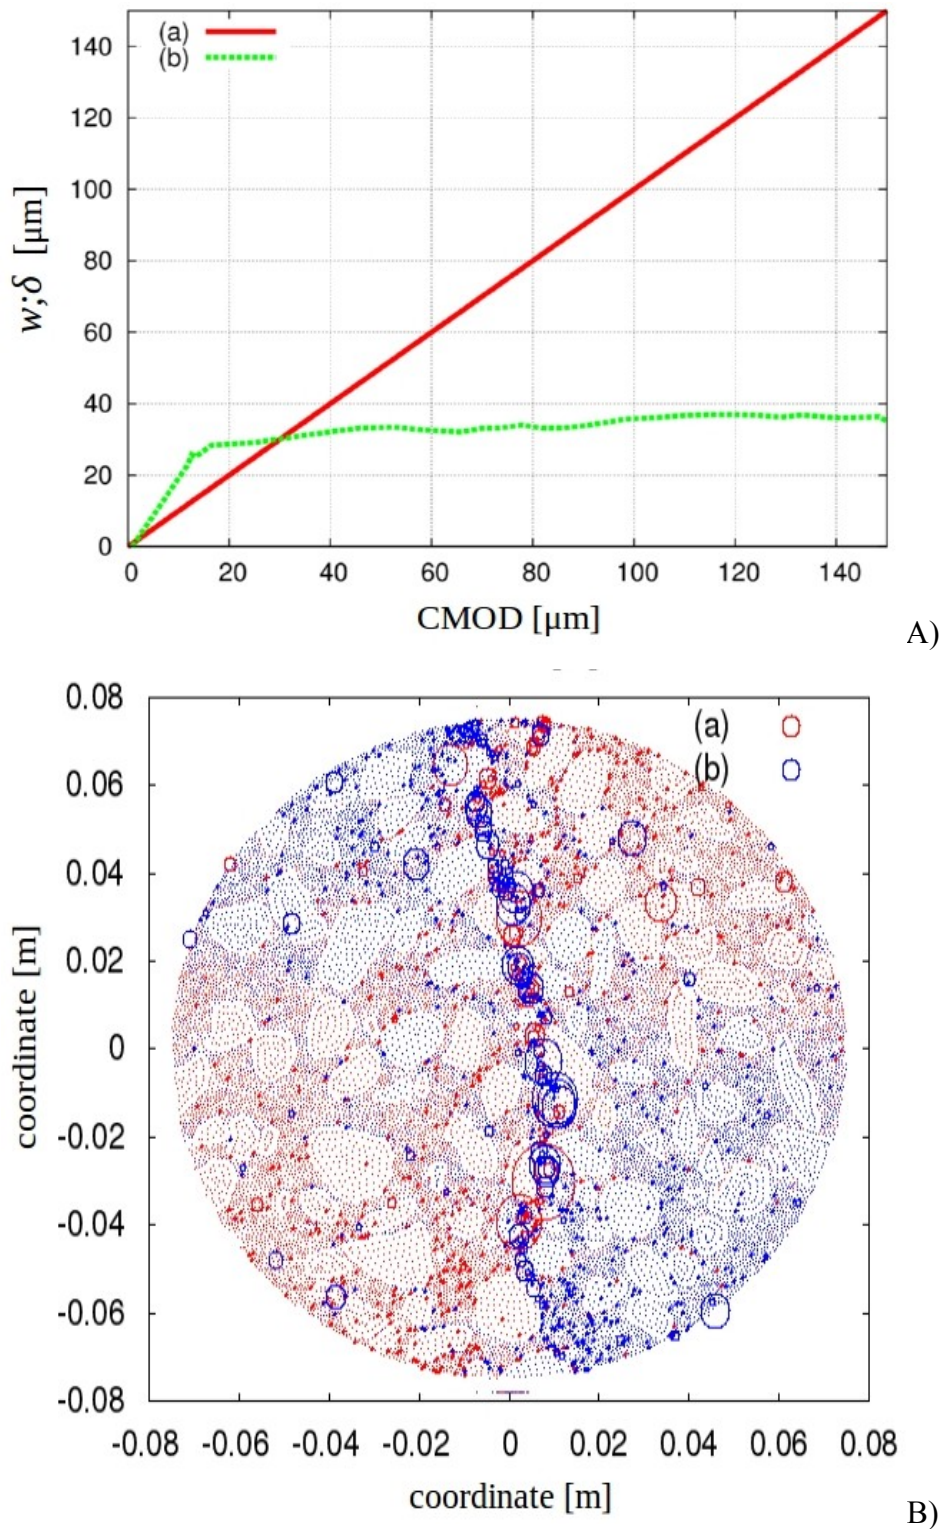 140
120
100
80
60
40
20
0
w;δ [μm]
(a)
(b)
0 20 40 60 80 100 120 140
CMOD [μm]
A)
0.08
0.06
0.04
0.02
0
-0.02
-0.04
-0.06
-0.08
coordinate [m]
(a)
(b)
-0.08 -0.06 -0.04 -0.02 0 0.02 0.04 0.06 0.08
coordinate [m]
B)